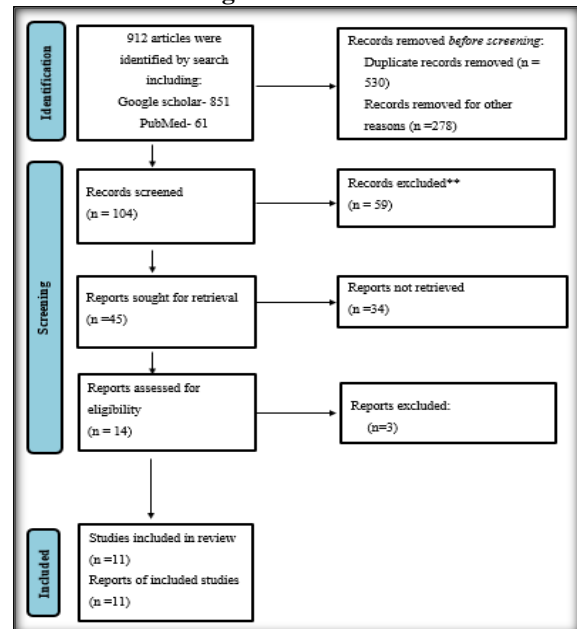 912 articles were
identified by search
including:
Google scholar- 851
PubMed- 61
Records removed before screening:
Duplicate records removed (n =
530)
Records removed for other
reasons (n =278)
Identification
Records screened
(n = 104)
Records excluded**
(n = 59)
Reports sought for retrieval
(n =45)
Reports not retrieved
(n =34)
Screening
Reports assessed for
eligibility
(n = 14)
Reports excluded:
(n=3)
Studies included in review
(n =11)
Reports of included studies
(n =11)
Included